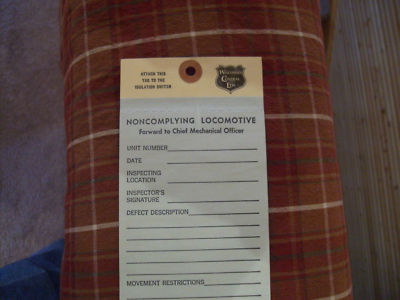 ATTACH THIS
TAG TO THE
ISOLATION SWITCH
WISCONSIN
CENTRAL
LTD.
NONCOMPLYING LOCOMOTIVE
Forward to Chief Mechanical Officer
UNIT NUMBER
DATE
INSPECTING
LOCATION
INSPECTOR'S
SIGNATURE
DEFECT DESCRIPTION
MOVEMENT RESTRICTIONS